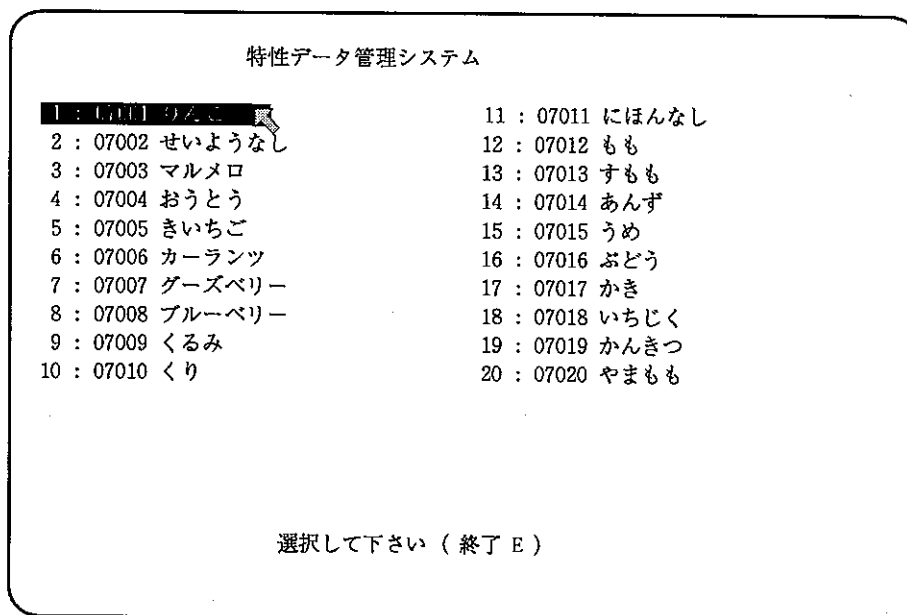 特性データ管理システム
1 : 07001 りんご
2 : 07002 せいようなし
3 : 07003 マルメロ
4 : 07004 おうとう
5 : 07005 きいちご
6 : 07006 カーランツ
7 : 07007 グーズベリー
8 : 07008 ブルーベリー
9 : 07009 くるみ
10 : 07010 くり
11 : 07011 にほんなし
12 : 07012 もも
13 : 07013 すもも
14 : 07014 あんず
15 : 07015 うめ
16 : 07016 ぶどう
17 : 07017 かき
18 : 07018 いちじく
19 : 07019 かんきつ
20 : 07020 やまもも
選択して下さい ( 終了 E )